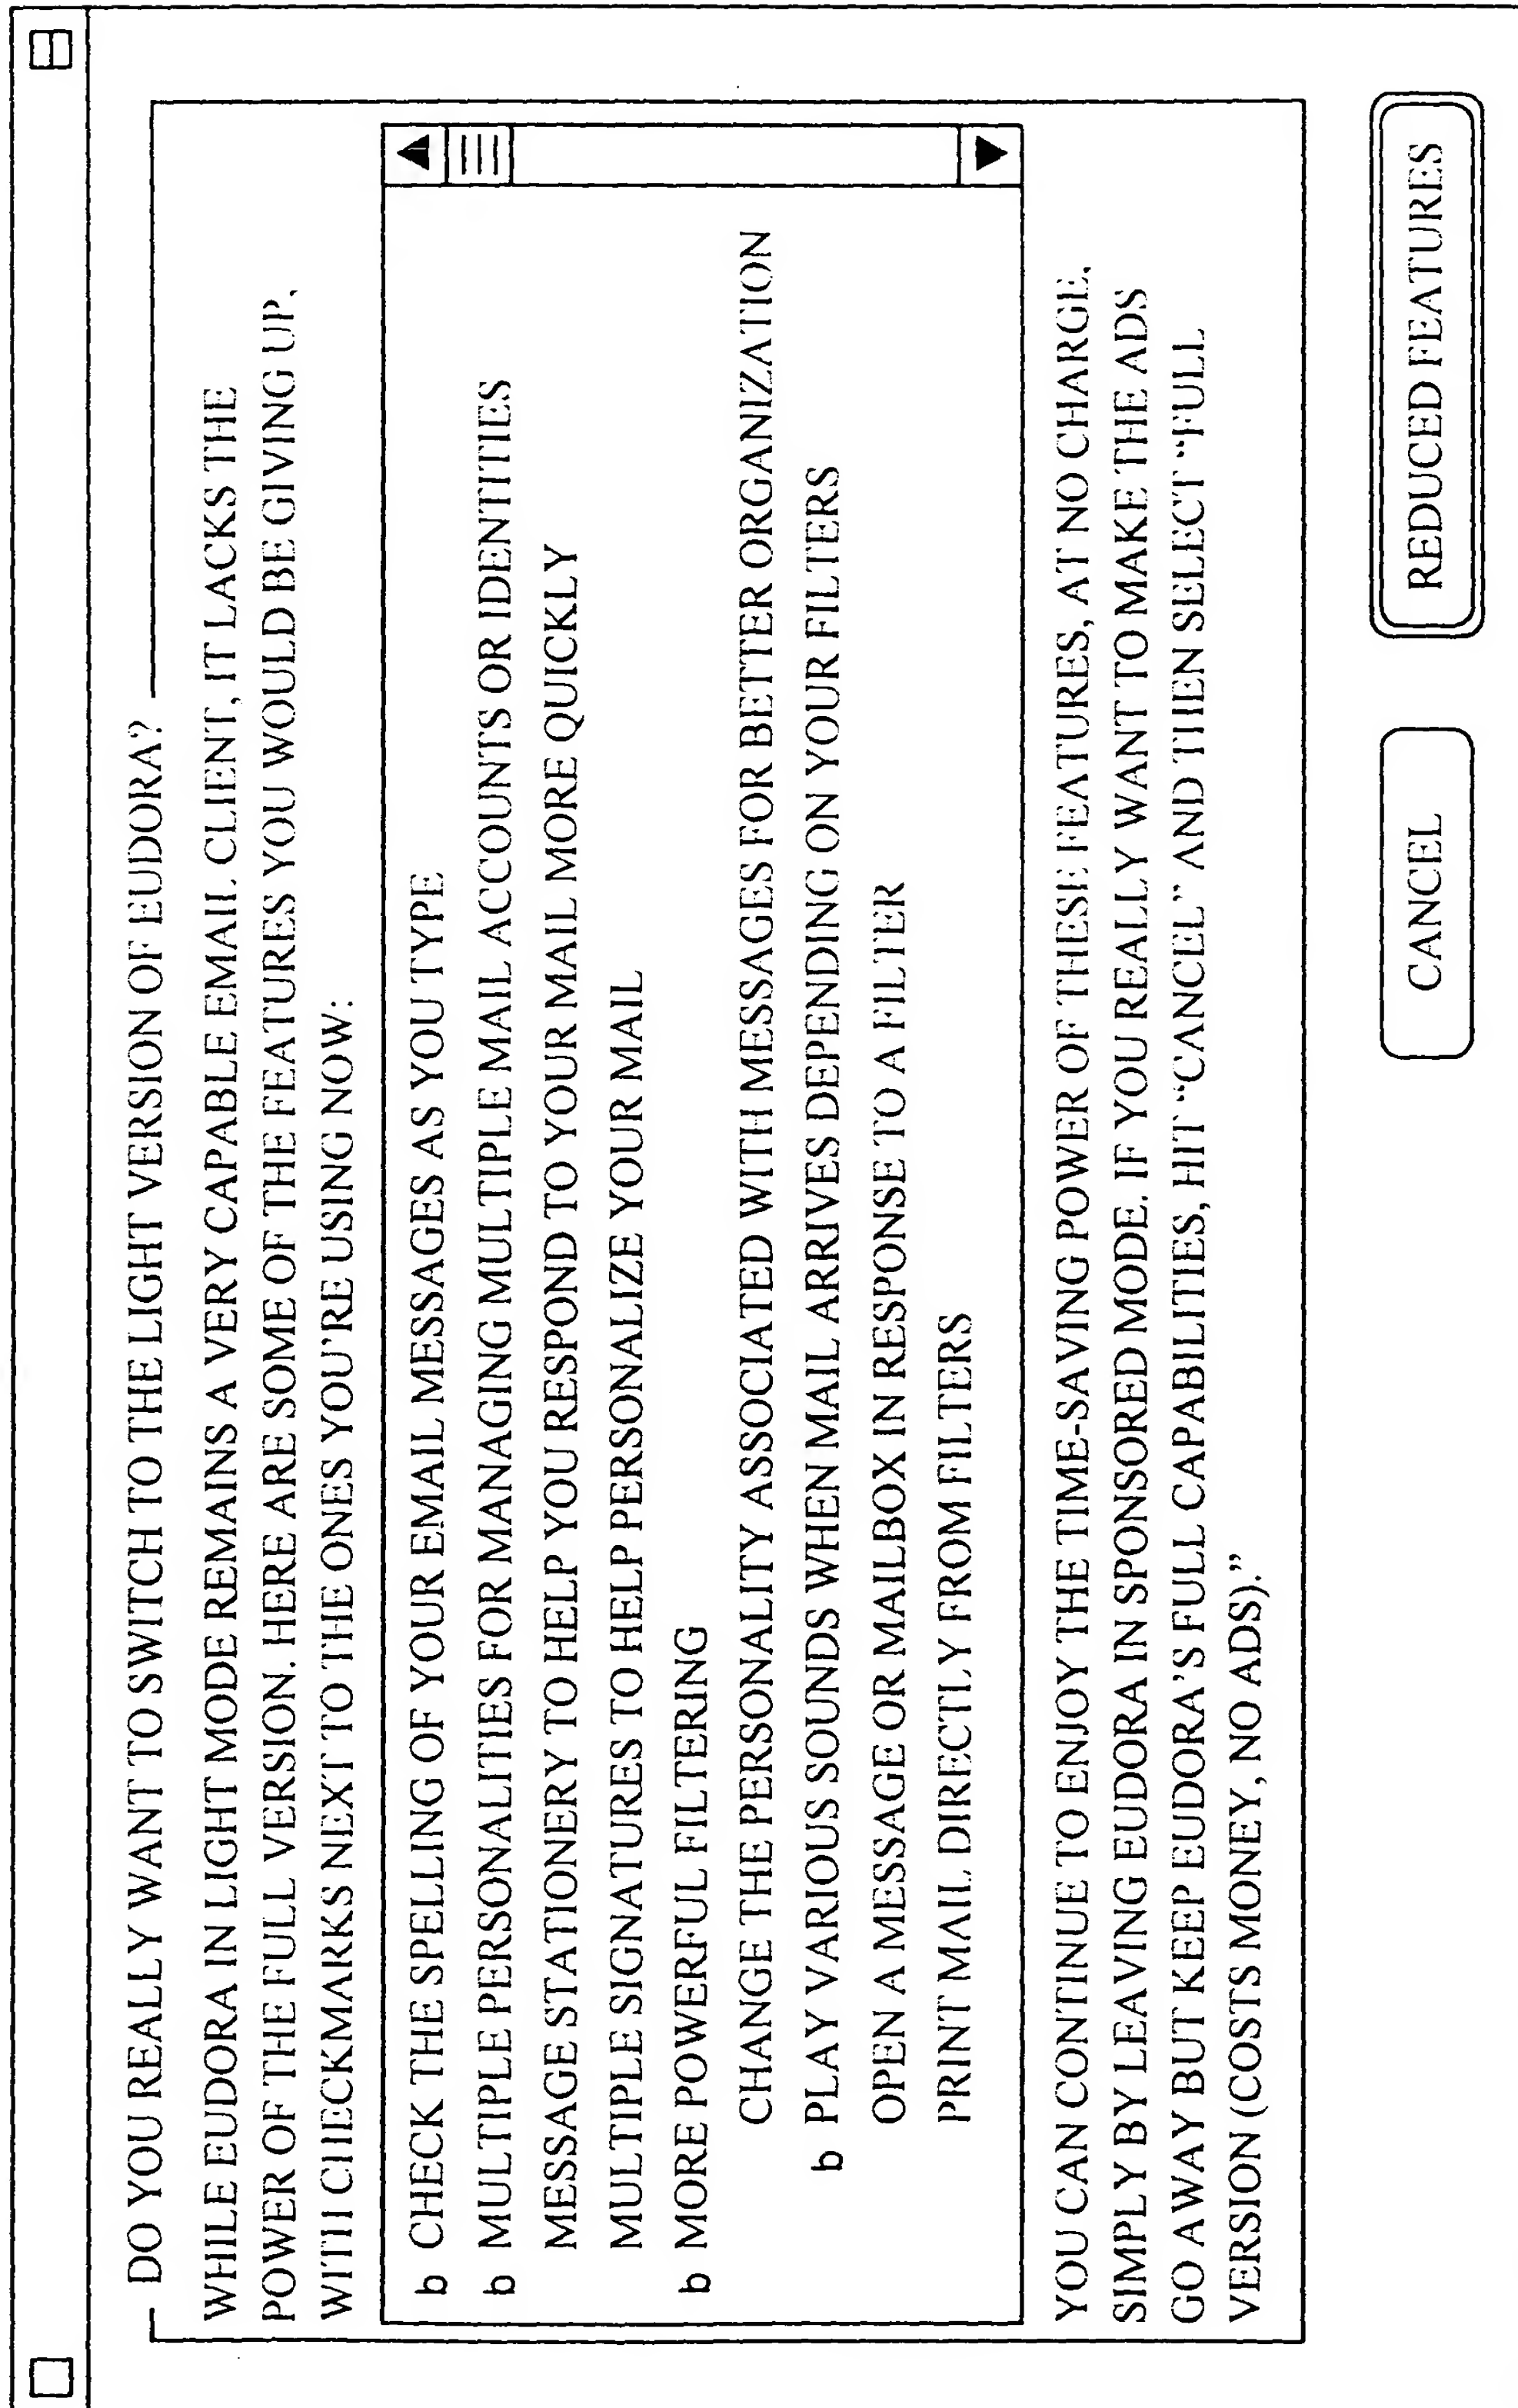 DO YOU REALLY WANT TO SWITCH TO THE LIGHT VERSION OF EUDORA?
WHILE EUDORA IN LIGHT MODE REMAINS A VERY CAPABLE EMAIL CLIENT, IT LACKS THE
POWER OF THE FULL VERSION. HERE ARE SOME OF THE FEATURES YOU WOULD BE GIVING UP,
WITH CHECKMARKS NEXT TO THE ONES YOU'RE USING NOW:
b CHECK THE SPELLING OF YOUR EMAIL MESSAGES AS YOU TYPE
b MULTIPLE PERSONALITIES FOR MANAGING MULTIPLE MAIL ACCOUNTS OR IDENTITIES
MESSAGE STATIONERY TO HELP YOU RESPOND TO YOUR MAIL MORE QUICKLY
MULTIPLE SIGNATURES TO HELP PERSONALIZE YOUR MAIL
b MORE POWERFUL FILTERING
CHANGE THE PERSONALITY ASSOCIATED WITH MESSAGES FOR BETTER ORGANIZATION
b PLAY VARIOUS SOUNDS WHEN MAIL ARRIVES DEPENDING ON YOUR FILTERS
OPEN A MESSAGE OR MAILBOX IN RESPONSE TO A FILTER
PRINT MAIL DIRECTLY FROM FILTERS
YOU CAN CONTINUE TO ENJOY THE TIME-SAVING POWER OF THESE FEATURES, AT NO CHARGE,
SIMPLY BY LEAVING EUDORA IN SPONSORED MODE. IF YOU REALLY WANT TO MAKE THE ADS
GO AWAY BUT KEEP EUDORA'S FULL CAPABILITIES, HIT "CANCEL" AND THEN SELECT "FULL
VERSION (COSTS MONEY, NO ADS)."
CANCEL
REDUCED FEATURES